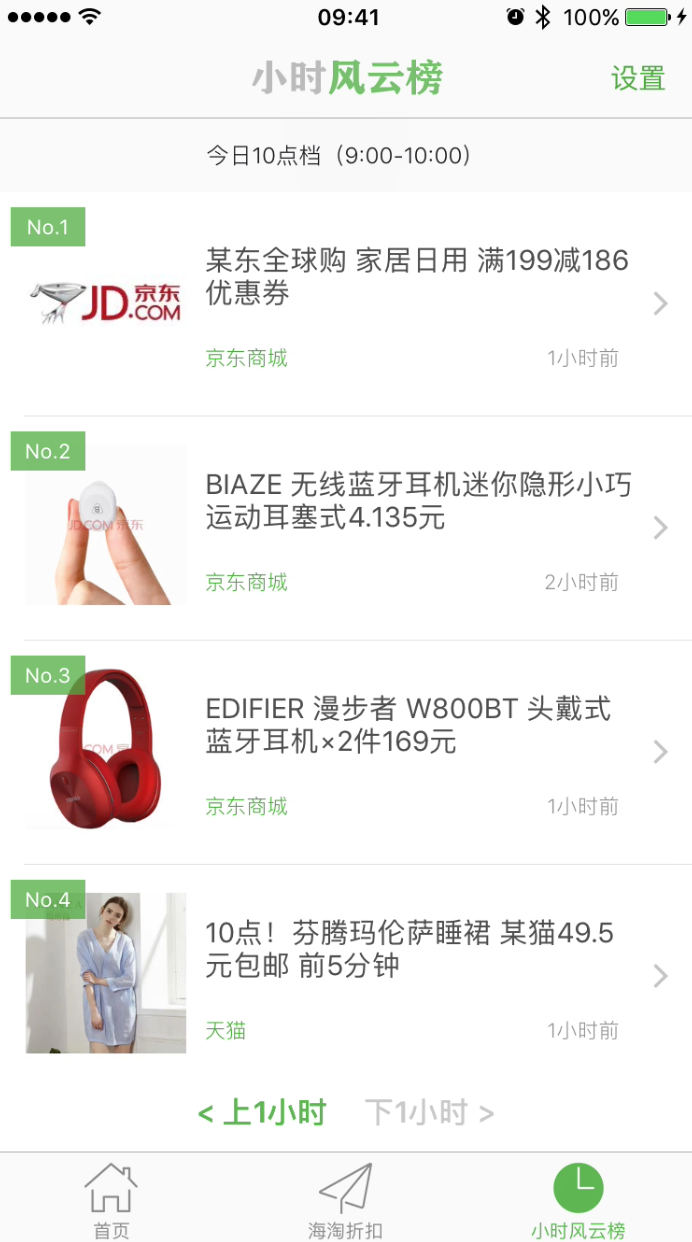 09:41
100%
小时风云榜
设置
今日10点档（9:00-10:00）
No.1
JD.COM 京东
某东全球购 家居日用 满199减186
优惠券
京东商城
1小时前
No.2
JD.COM 京东
BIAZE 无线蓝牙耳机迷你隐形小巧
运动耳塞式4.135元
京东商城
2小时前
No.3
EDIFIER 漫步者 W800BT 头戴式
蓝牙耳机×2件169元
京东商城
1小时前
No.4
10点！芬腾玛伦萨睡裙 某猫49.5
元包邮 前5分钟
天猫
1小时前
< 上1小时
下1小时 >
首页
海淘折扣
小时风云榜